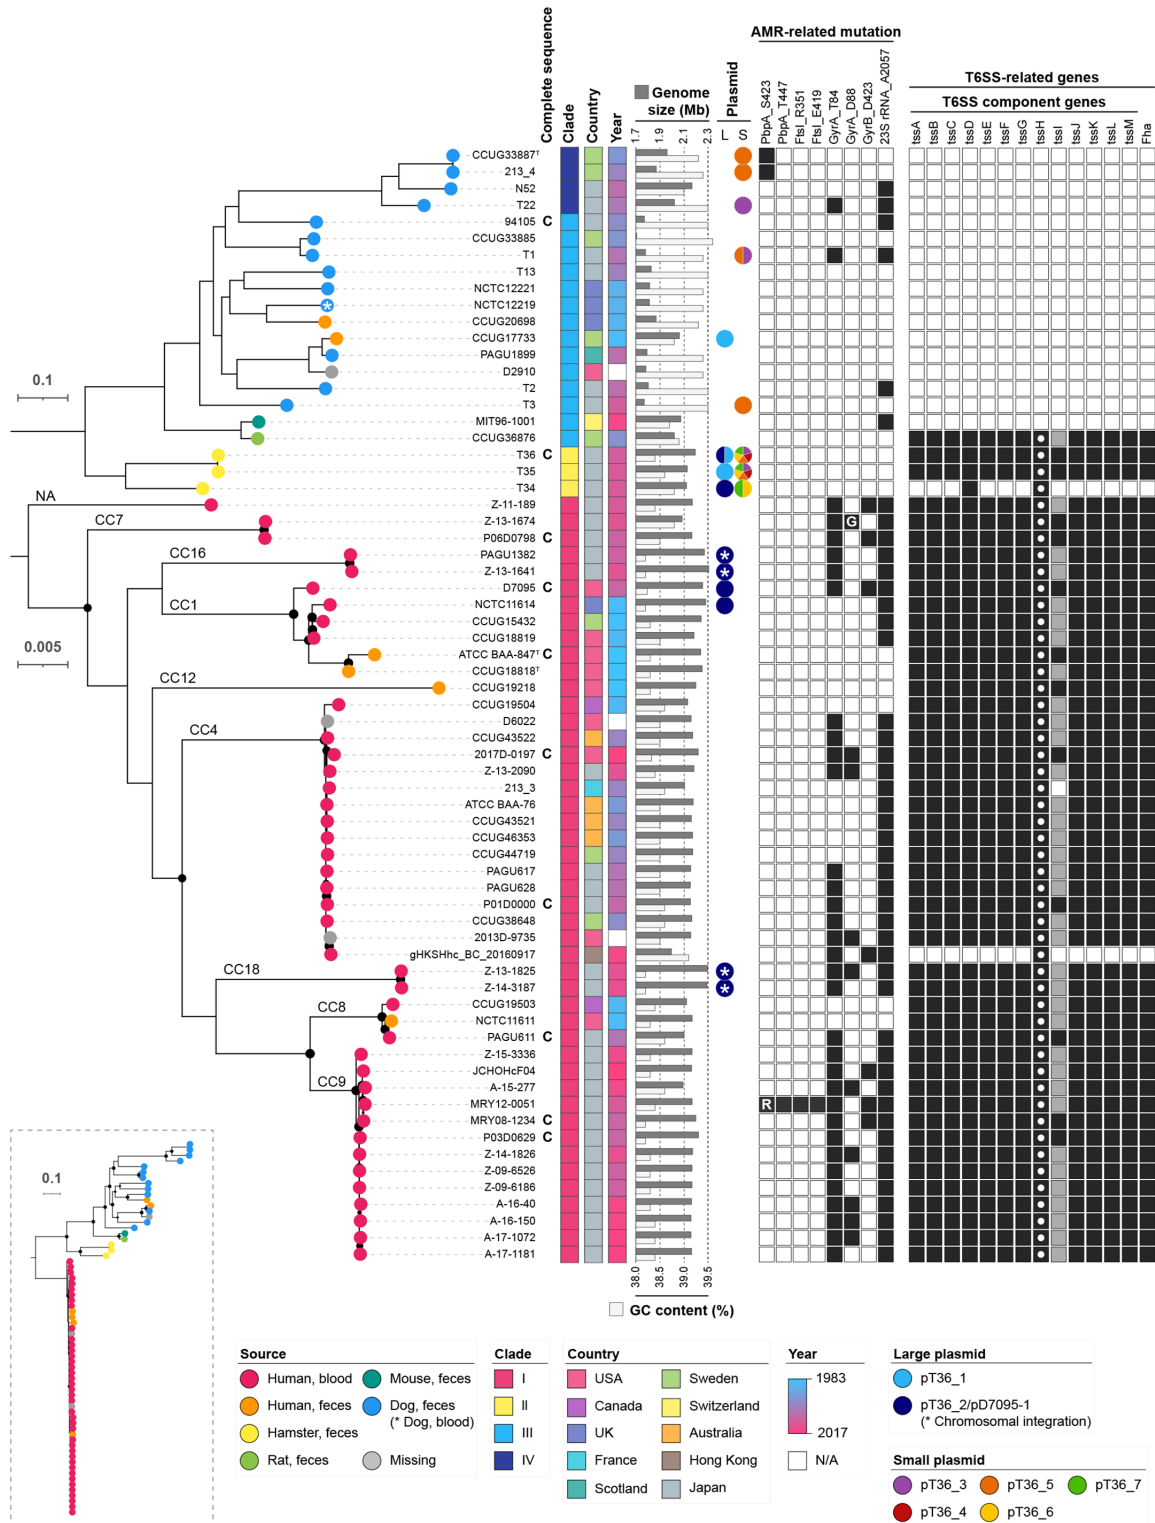 AMR-related mutation
T6SS-related genes
T6SS component genes
Complete sequence
Clade
Country
Year
Genome size (Mb)
1.7
1.9
2.1
2.3
Plasmid
L
S
PbpA_S423
PbpA_T447
FtsI_R351
FtsI_E419
GyrA_T84
GyrA_D88
GyrB_D423
23S rRNA_A2057
tssA
tssB
tssC
tssD
tssE
tssF
tssG
tssH
tssI
tssJ
tssK
tssL
tssM
Fha
CCUG33887ᵀ
213_4
N52
T22
94105 C
CCUG33885
T1
T13
NCTC12221
* NCTC12219
CCUG20698
CCUG17733
PAGU1899
D2910
0.1
T2
T3
MIT96-1001
CCUG36876
T36 C
T35
T34
NA
Z-11-189
CC7
Z-13-1674
G
P06D0798 C
CC16
PAGU1382
*
Z-13-1641
*
D7095 C
CC1
NCTC11614
CCUG15432
CCUG18819
0.005
ATCC BAA-847ᵀ C
CCUG18818ᵀ
CC12
CCUG19218
CCUG19504
D6022
CC4
CCUG43522
2017D-0197 C
Z-13-2090
213_3
ATCC BAA-76
CCUG43521
CCUG46353
CCUG44719
PAGU617
PAGU628
P01D0000 C
CCUG38648
2013D-9735
gHKSHhc_BC_20160917
CC18
Z-13-1825
*
Z-14-3187
*
CCUG19503
CC8
NCTC11611
PAGU611 C
Z-15-3336
JCHOHcF04
CC9
A-15-277
MRY12-0051
R
MRY08-1234 C
P03D0629 C
Z-14-1826
Z-09-6526
Z-09-6186
A-16-40
A-16-150
A-17-1072
A-17-1181
0.1
38.0
38.5
39.0
39.5
GC content (%)
Source
Human, blood
Human, feces
Hamster, feces
Rat, feces
Mouse, feces
Dog, feces
(* Dog, blood)
Missing
Clade
I
II
III
IV
Country
USA
Canada
UK
France
Scotland
Sweden
Switzerland
Australia
Hong Kong
Japan
Year
1983
2017
N/A
Large plasmid
pT36_1
pT36_2/pD7095-1
(* Chromosomal integration)
Small plasmid
pT36_3
pT36_5
pT36_7
pT36_4
pT36_6